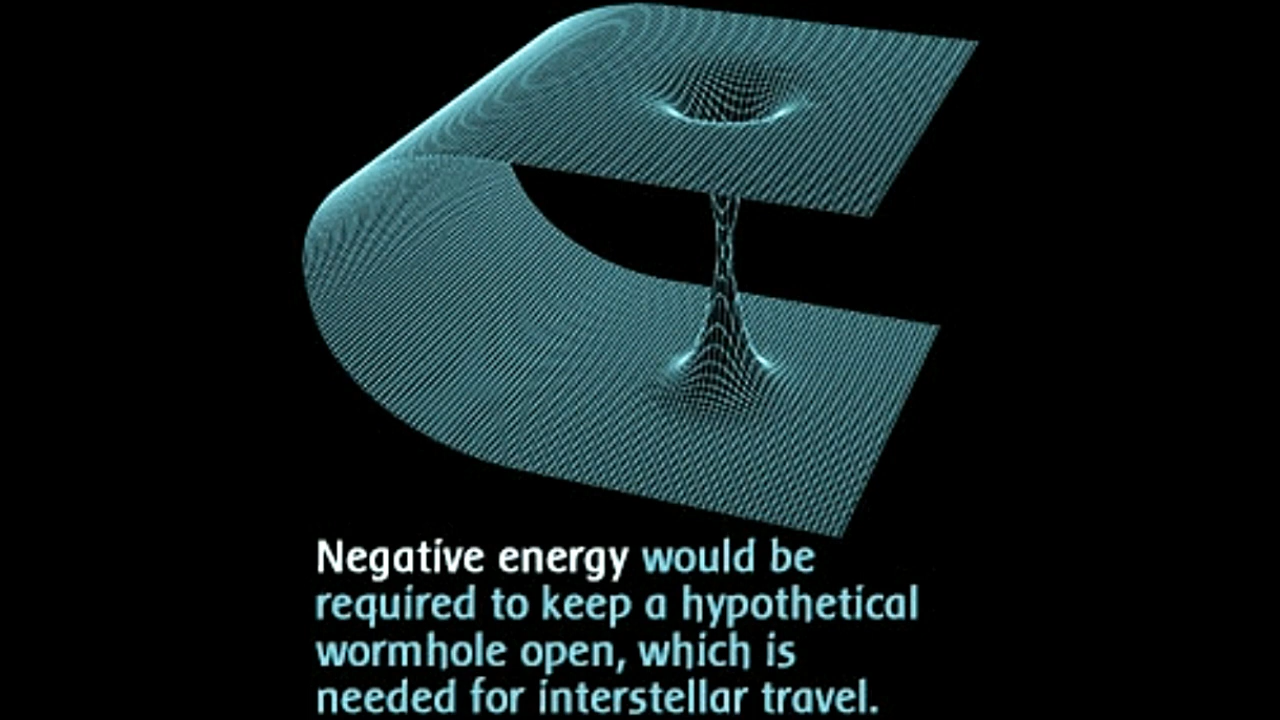 Negative energy would be
required to keep a hypothetical
wormhole open, which is
needed for interstellar travel.